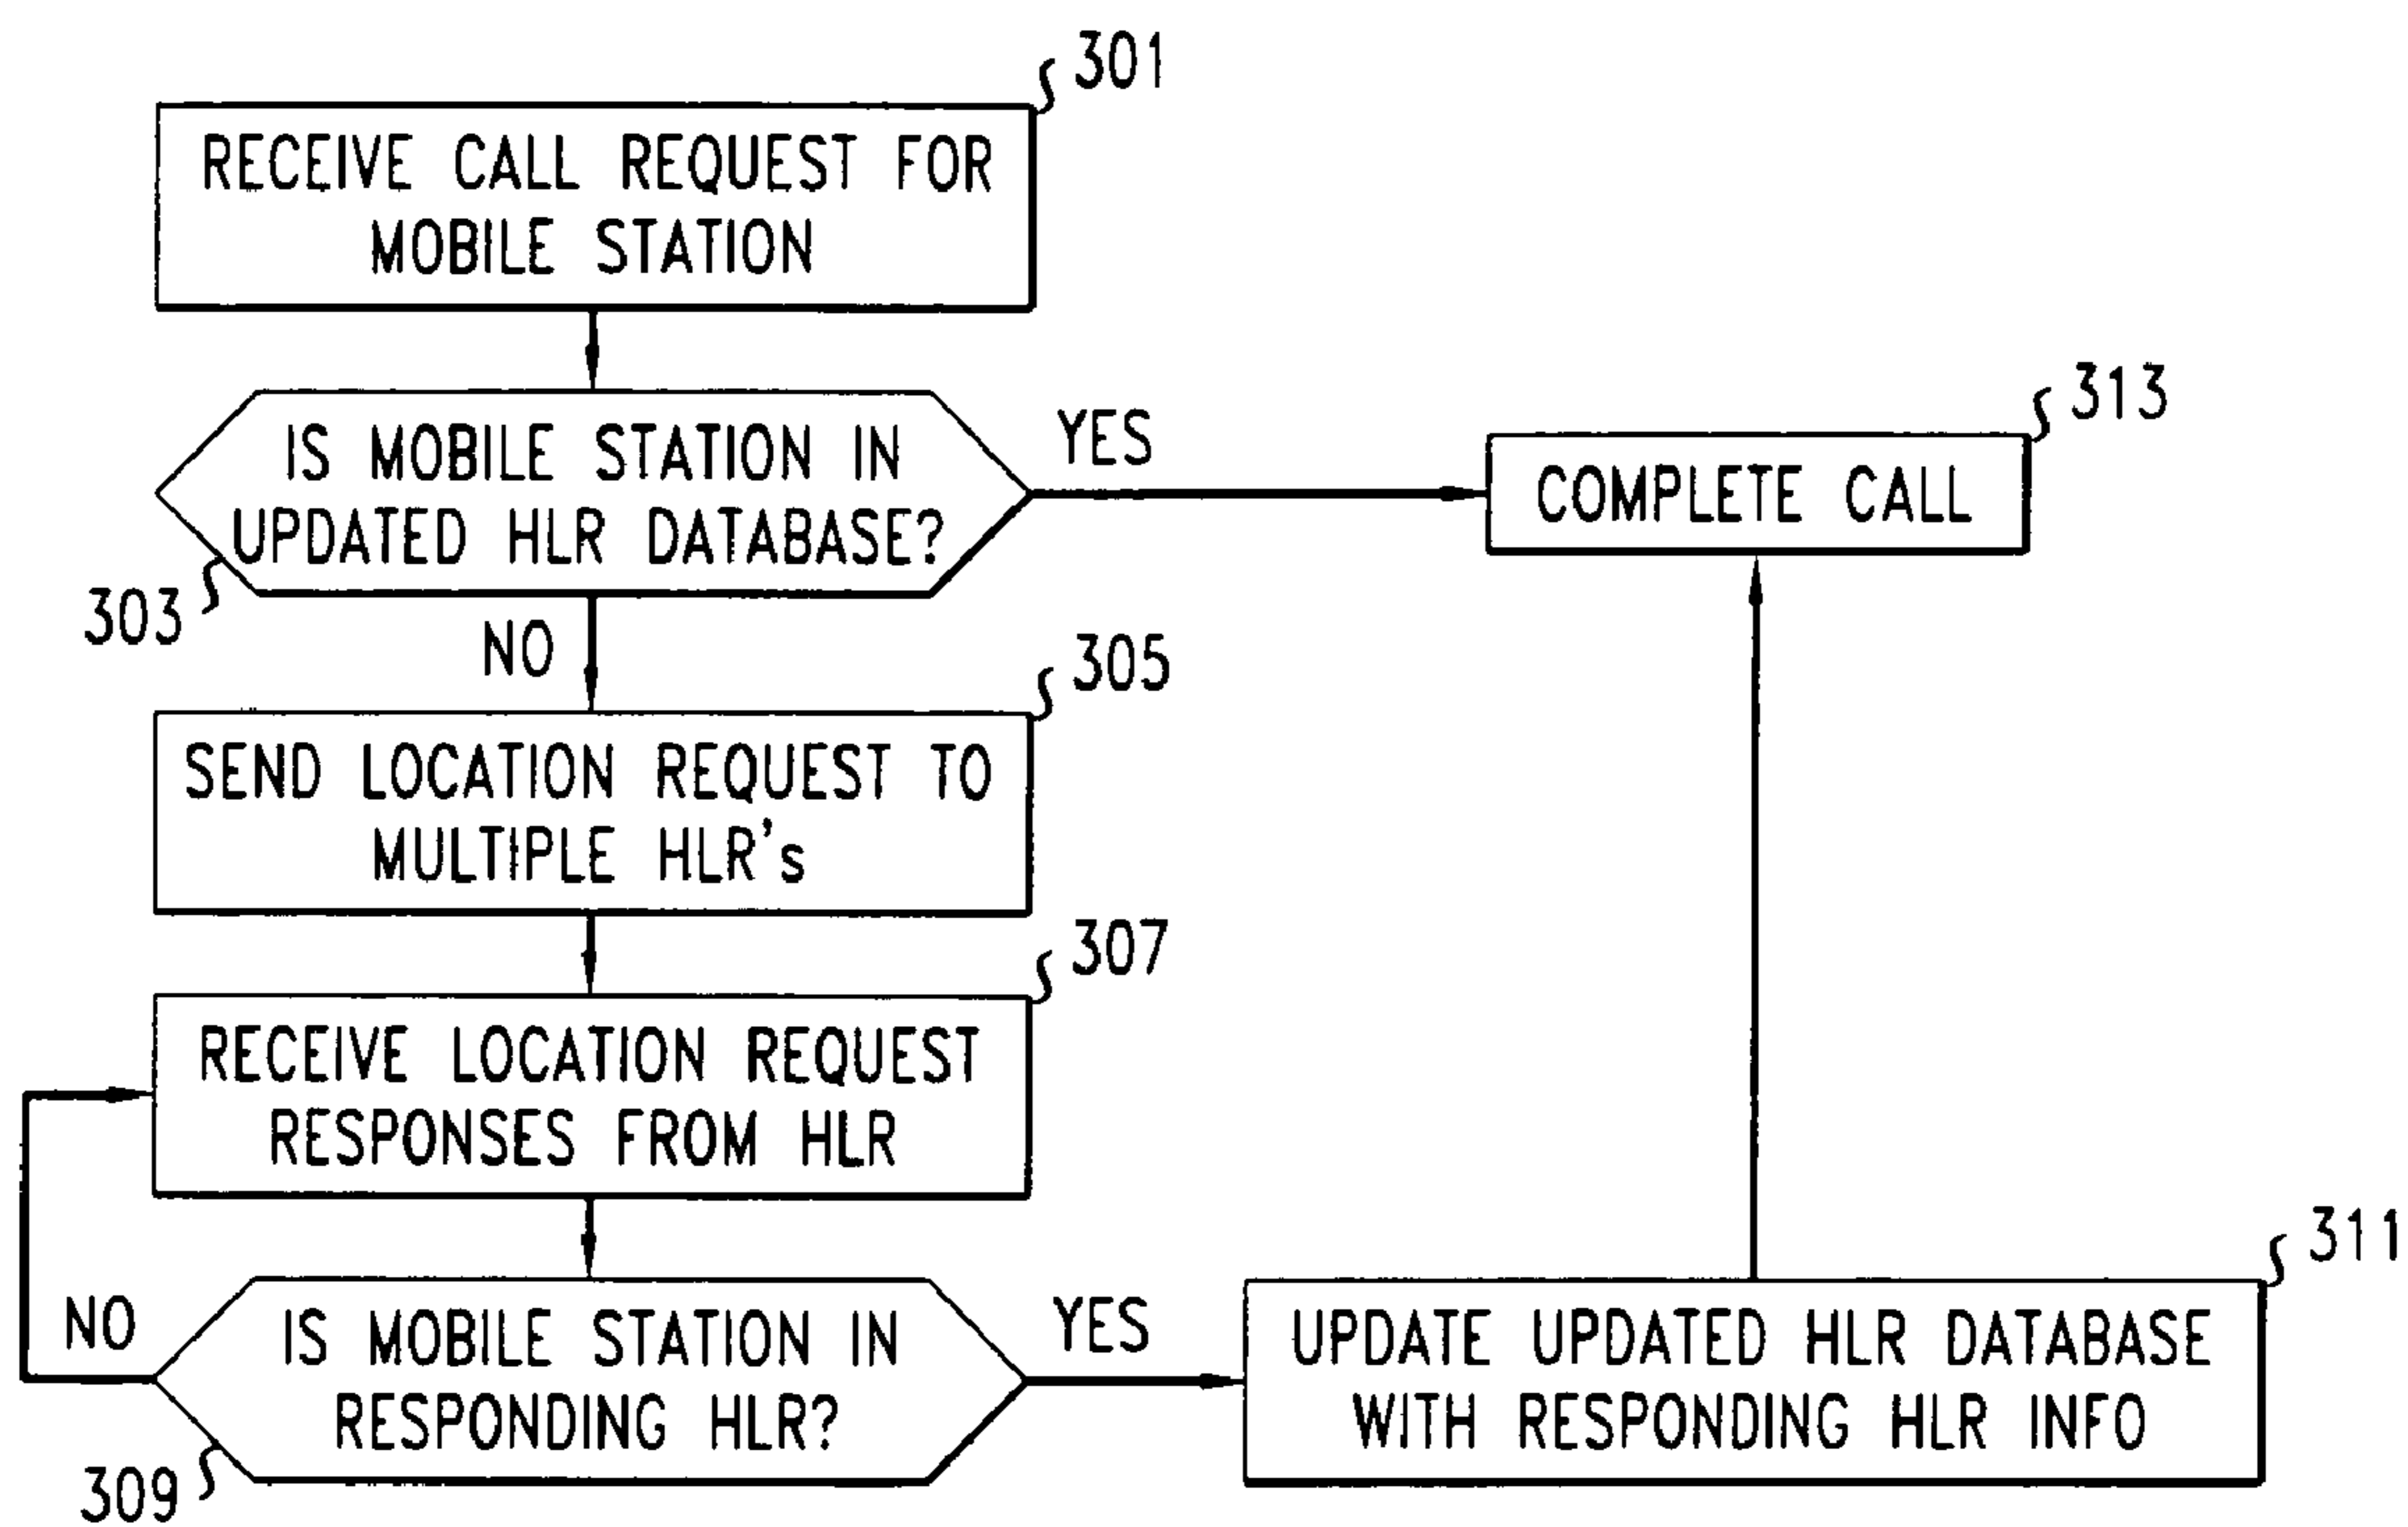 301
RECEIVE CALL REQUEST FOR
MOBILE STATION
IS MOBILE STATION IN
UPDATED HLR DATABASE?
303
YES
313
COMPLETE CALL
NO
305
SEND LOCATION REQUEST TO
MULTIPLE HLR's
307
RECEIVE LOCATION REQUEST
RESPONSES FROM HLR
NO
IS MOBILE STATION IN
RESPONDING HLR?
309
YES
311
UPDATE UPDATED HLR DATABASE
WITH RESPONDING HLR INFO